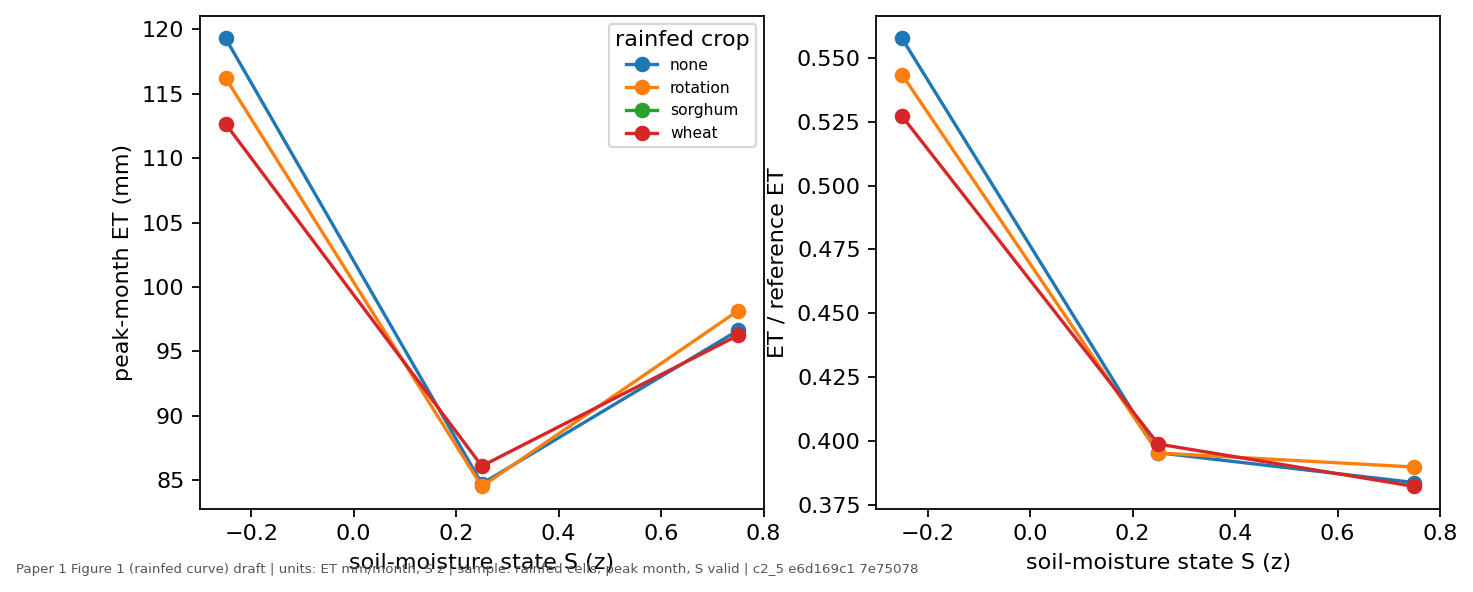 120
115
110
105
100
95
90
85
peak-month ET (mm)
rainfed crop
none
rotation
sorghum
wheat
−0.2 0.0 0.2 0.4 0.6 0.8
soil-moisture state S (z)
0.550
0.525
0.500
0.475
0.450
0.425
0.400
0.375
ET / reference ET
−0.2 0.0 0.2 0.4 0.6 0.8
soil-moisture state S (z)
Paper 1 Figure 1 (rainfed curve) draft | units: ET mm/month, S z | sample: rainfed cells, peak month, S valid | c2_5 e6d169c1 7e75078